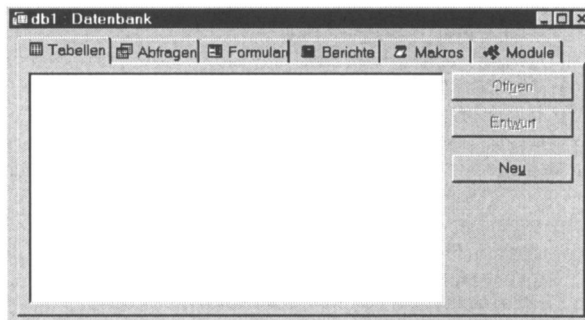 db1 : Datenbank
Tabellen Abfragen Formulare Berichte Makros Module
Öffnen
Entwurf
Neu